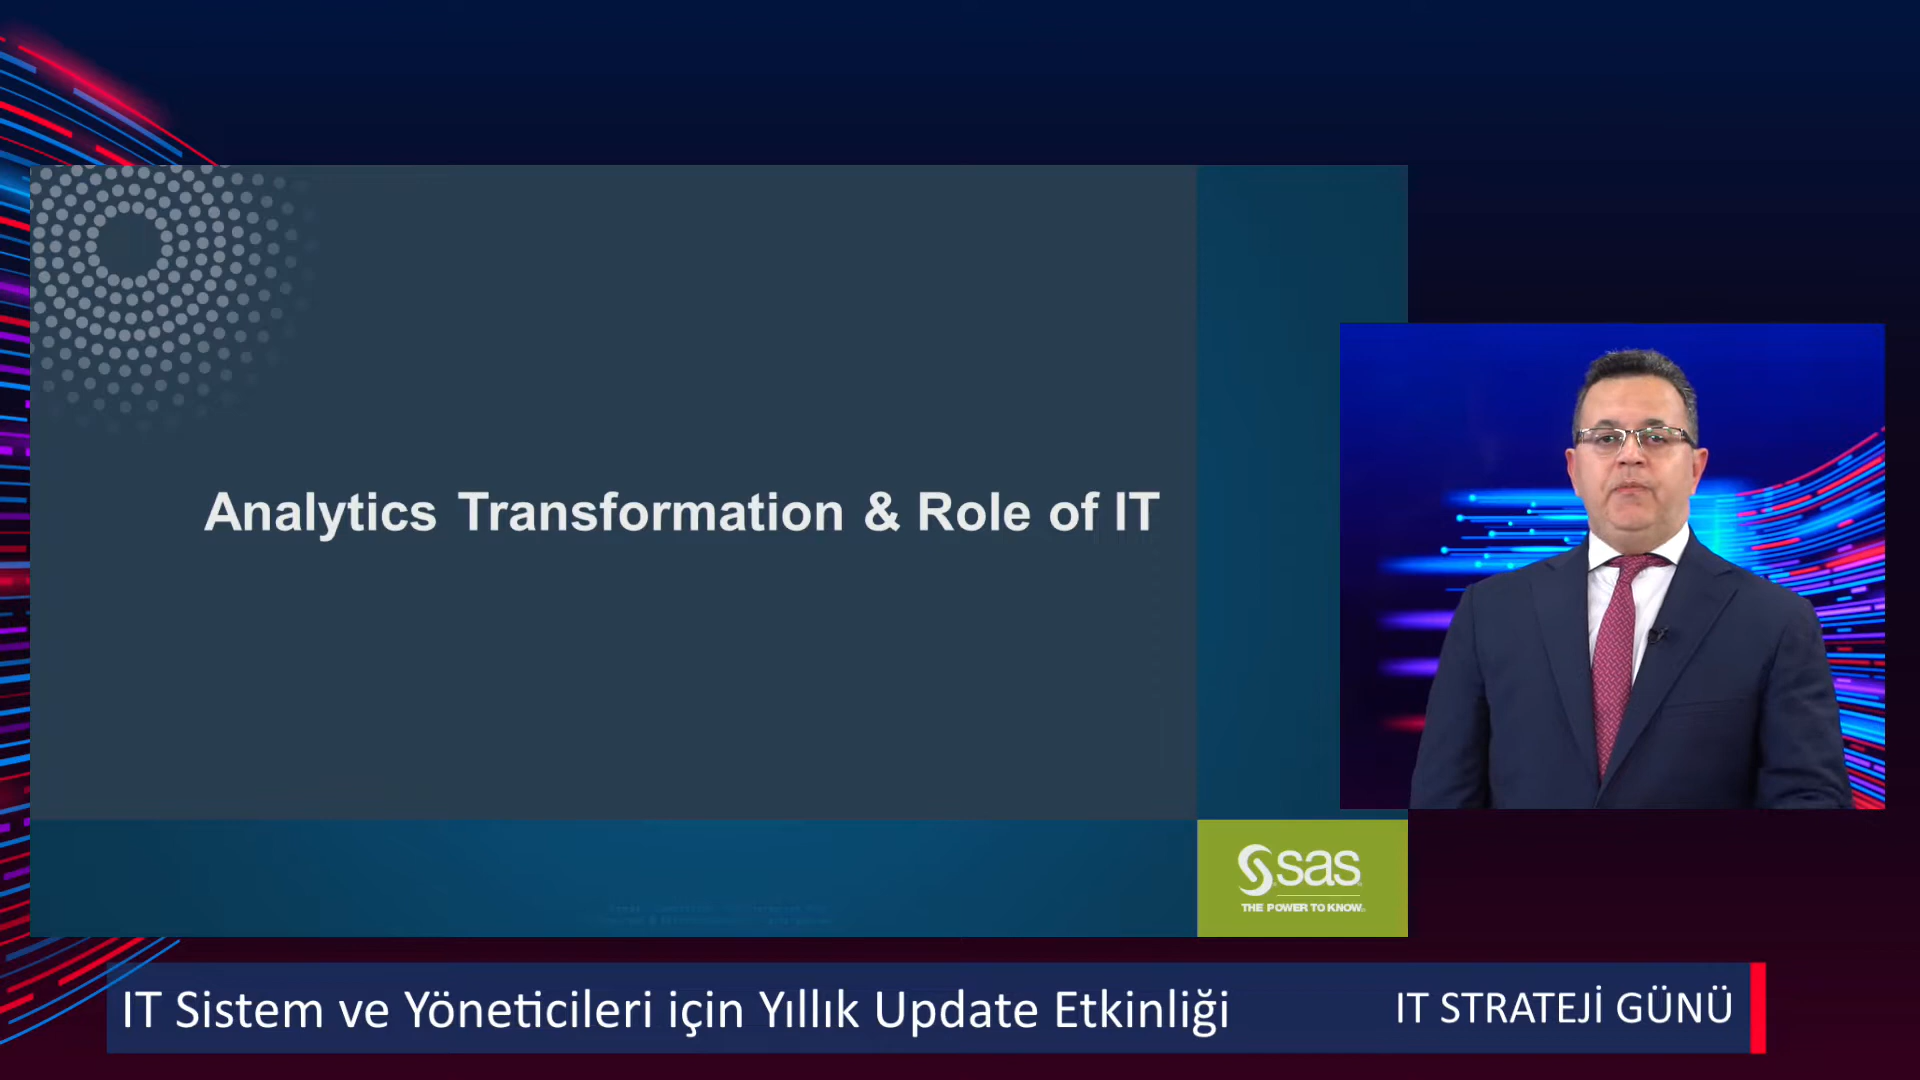 Analytics Transformation & Role of IT
sas
THE POWER TO KNOW.
IT Sistem ve Yöneticileri için Yıllık Update Etkinliği
IT STRATEJİ GÜNÜ